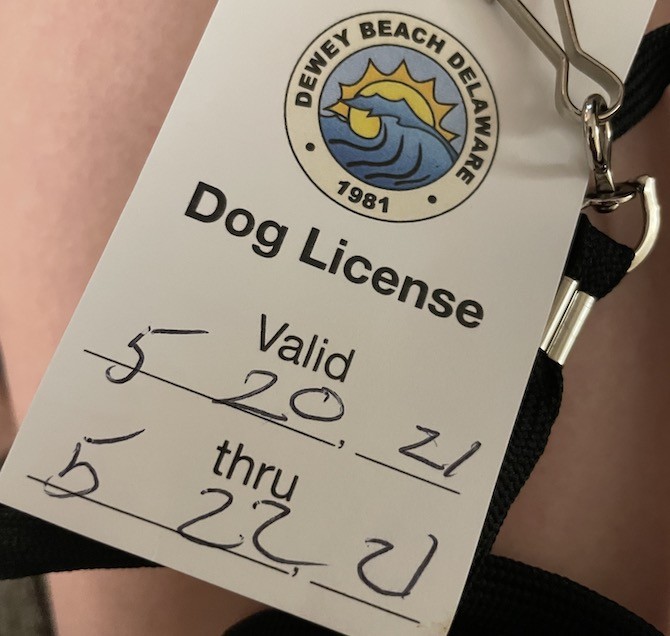 DEWEY BEACH DELAWARE
1981
Dog License
Valid
5 20, 21
thru
5 22, 21